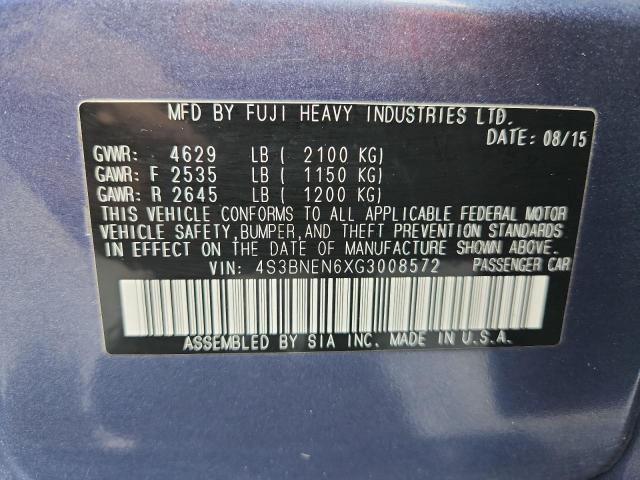 MFD BY FUJI HEAVY INDUSTRIES LTD.
DATE: 08/15
GVWR: 4629 LB ( 2100 KG)
GAWR: F 2535 LB ( 1150 KG)
GAWR: R 2645 LB ( 1200 KG)
THIS VEHICLE CONFORMS TO ALL APPLICABLE FEDERAL MOTOR
VEHICLE SAFETY, BUMPER, AND THEFT PREVENTION STANDARDS
IN EFFECT ON THE DATE OF MANUFACTURE SHOWN ABOVE.
VIN: 4S3BNEN6XG3008572 PASSENGER CAR
ASSEMBLED BY SIA INC. MADE IN U.S.A.